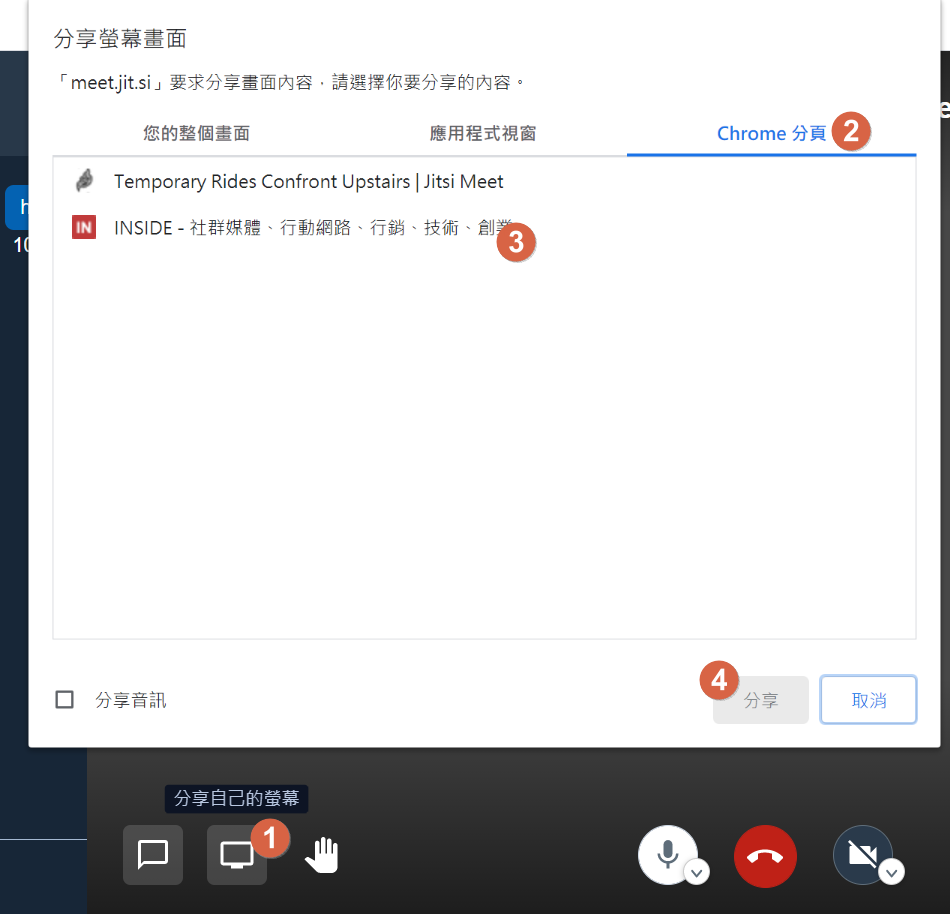 分享螢幕畫面
「meet.jit.si」要求分享畫面內容，請選擇你要分享的內容。
您的整個畫面
應用程式視窗
Chrome 分頁
2
Temporary Rides Confront Upstairs | Jitsi Meet
IN
INSIDE - 社群媒體、行動網路、行銷、技術、創業
3
h
10
e
4
分享音訊
分享
取消
分享自己的螢幕
1